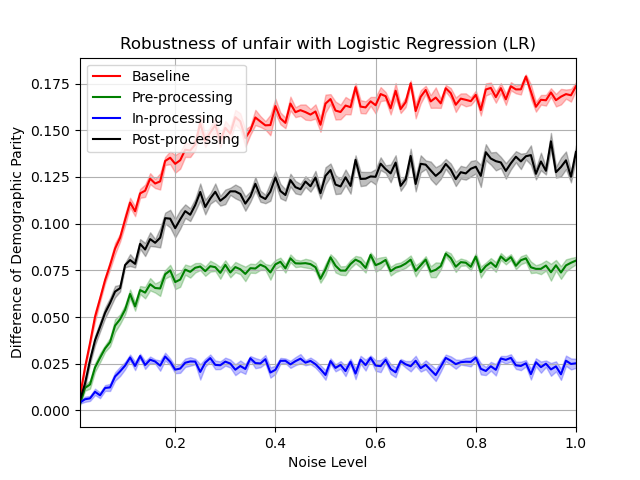 Robustness of unfair with Logistic Regression (LR)
Baseline
Pre-processing
In-processing
Post-processing
Difference of Demographic Parity
0.175
0.150
0.125
0.100
0.075
0.050
0.025
0.000
0.2 0.4 0.6 0.8 1.0
Noise Level